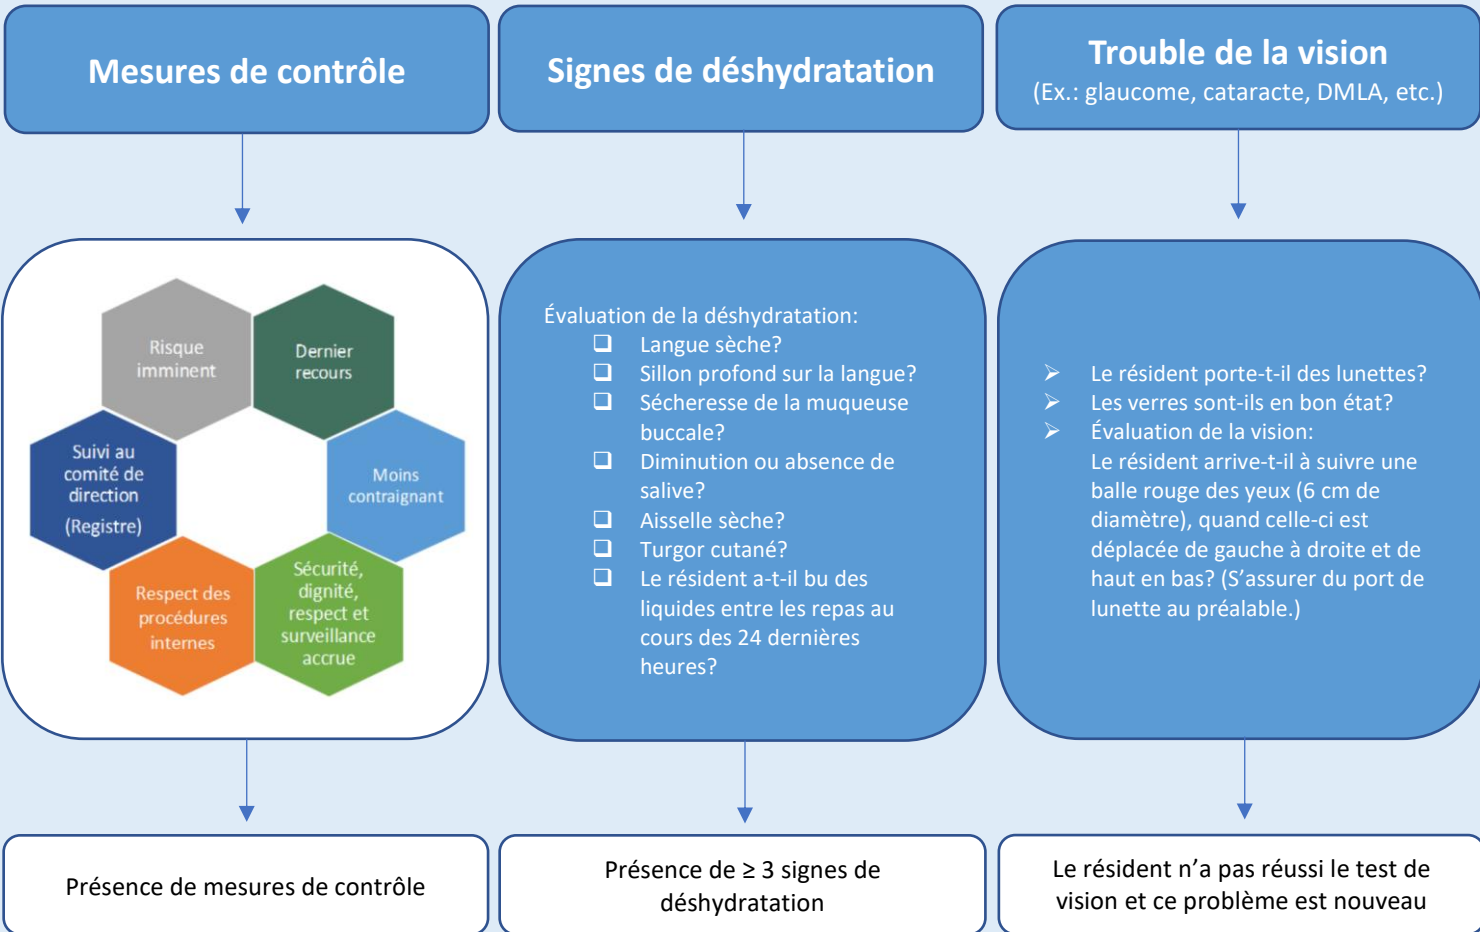 Mesures de contrôle
Signes de déshydratation
Trouble de la vision
(Ex.: glaucome, cataracte, DMLA, etc.)
Risque
imminent
Dernier
recours
Suivi au
comité de
direction
(Registre)
Moins
contraignant
Respect des
procédures
internes
Sécurité,
dignité,
respect et
surveillance
accrue
Évaluation de la déshydratation:
❑ Langue sèche?
❑ Sillon profond sur la langue?
❑ Sécheresse de la muqueuse
buccale?
❑ Diminution ou absence de
salive?
❑ Aisselle sèche?
❑ Turgor cutané?
❑ Le résident a-t-il bu des
liquides entre les repas au
cours des 24 dernières
heures?
➢ Le résident porte-t-il des lunettes?
➢ Les verres sont-ils en bon état?
➢ Évaluation de la vision:
Le résident arrive-t-il à suivre une
balle rouge des yeux (6 cm de
diamètre), quand celle-ci est
déplacée de gauche à droite et de
haut en bas? (S’assurer du port de
lunette au préalable.)
Présence de mesures de contrôle
Présence de ≥ 3 signes de
déshydratation
Le résident n’a pas réussi le test de
vision et ce problème est nouveau